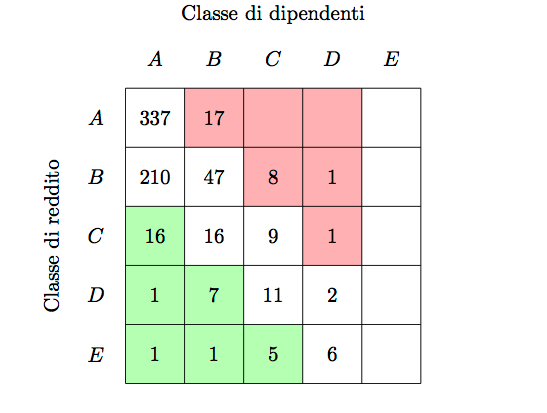 Classe di dipendenti
A B C D E
A 337 17
B 210 47 8 1
C 16 16 9 1
D 1 7 11 2
E 1 1 5 6
Classe di reddito